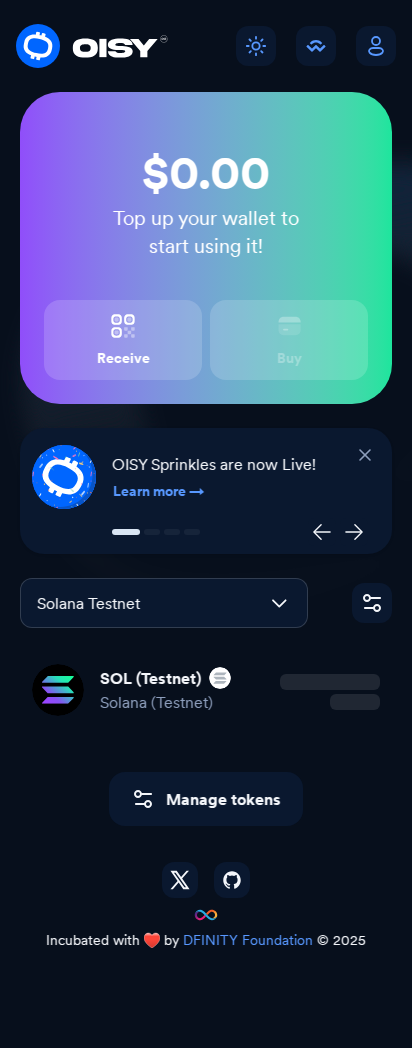 OISY
$0.00
Top up your wallet to
start using it!
Receive
Buy
OISY Sprinkles are now Live!
Learn more →
Solana Testnet
SOL (Testnet)
Solana (Testnet)
Manage tokens
Incubated with ❤️ by DFINITY Foundation © 2025